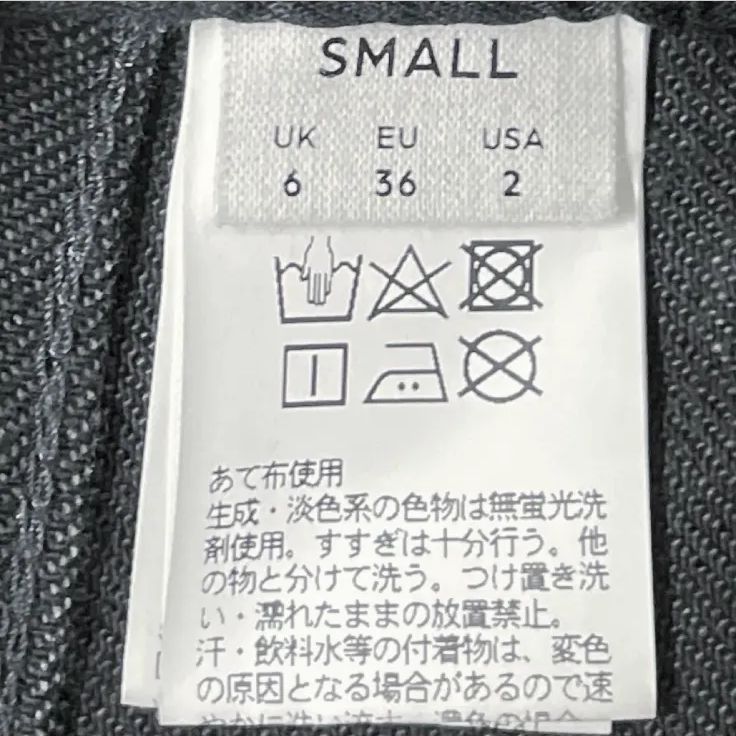 SMALL
UK EU USA
6 36 2
あて布使用
生成・淡色系の色物は無蛍光洗
剤使用。すすぎは十分行う。他
の物と分けて洗う。つけ置き洗
い・濡れたままの放置禁止。
汗・飲料水等の付着物は、変色
の原因となる場合があるので速